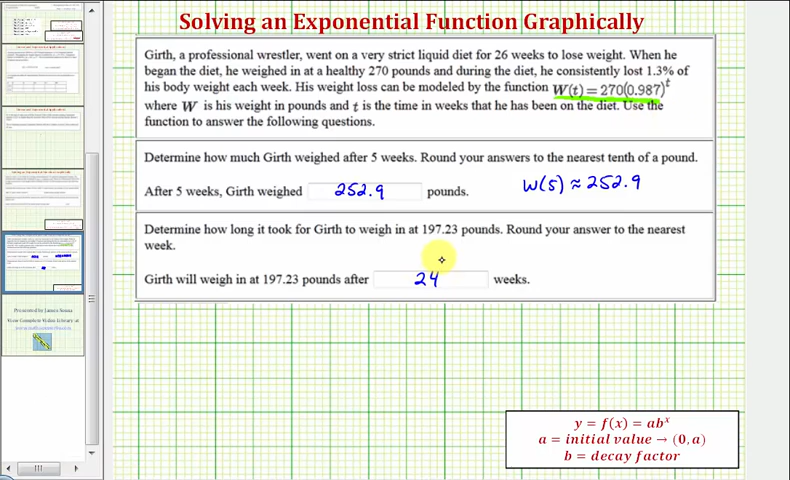 Solving an Exponential Function Graphically
Girth, a professional wrestler, went on a very strict liquid diet for 26 weeks to lose weight. When he
began the diet, he weighed in at a healthy 270 pounds and during the diet, he consistently lost 1.3% of
his body weight each week. His weight loss can be modeled by the function W(t) = 270(0.987)^t
where W is his weight in pounds and t is the time in weeks that he has been on the diet. Use the
function to answer the following questions.
Determine how much Girth weighed after 5 weeks. Round your answers to the nearest tenth of a pound.
After 5 weeks, Girth weighed 252.9 pounds. W(5) ≈ 252.9
Determine how long it took for Girth to weigh in at 197.23 pounds. Round your answer to the nearest
week.
Girth will weigh in at 197.23 pounds after 24 weeks.
y = f(x) = ab^x
a = initial value → (0, a)
b = decay factor
Presented by James Sousa